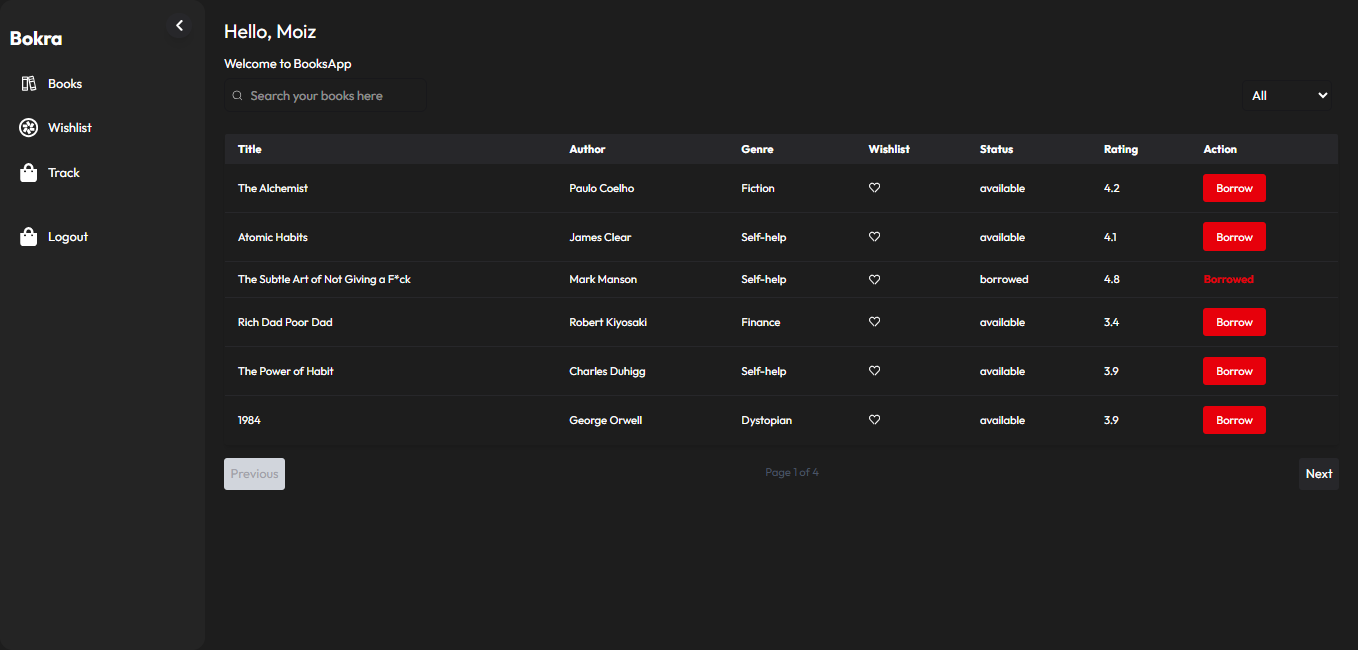 Bokra
Books
Wishlist
Track
Logout
Hello, Moiz
Welcome to BooksApp
Search your books here
All
Title Author Genre Wishlist Status Rating Action
The Alchemist Paulo Coelho Fiction available 4.2 Borrow
Atomic Habits James Clear Self-help available 4.1 Borrow
The Subtle Art of Not Giving a F*ck Mark Manson Self-help borrowed 4.8 Borrowed
Rich Dad Poor Dad Robert Kiyosaki Finance available 3.4 Borrow
The Power of Habit Charles Duhigg Self-help available 3.9 Borrow
1984 George Orwell Dystopian available 3.9 Borrow
Previous Page 1 of 4 Next